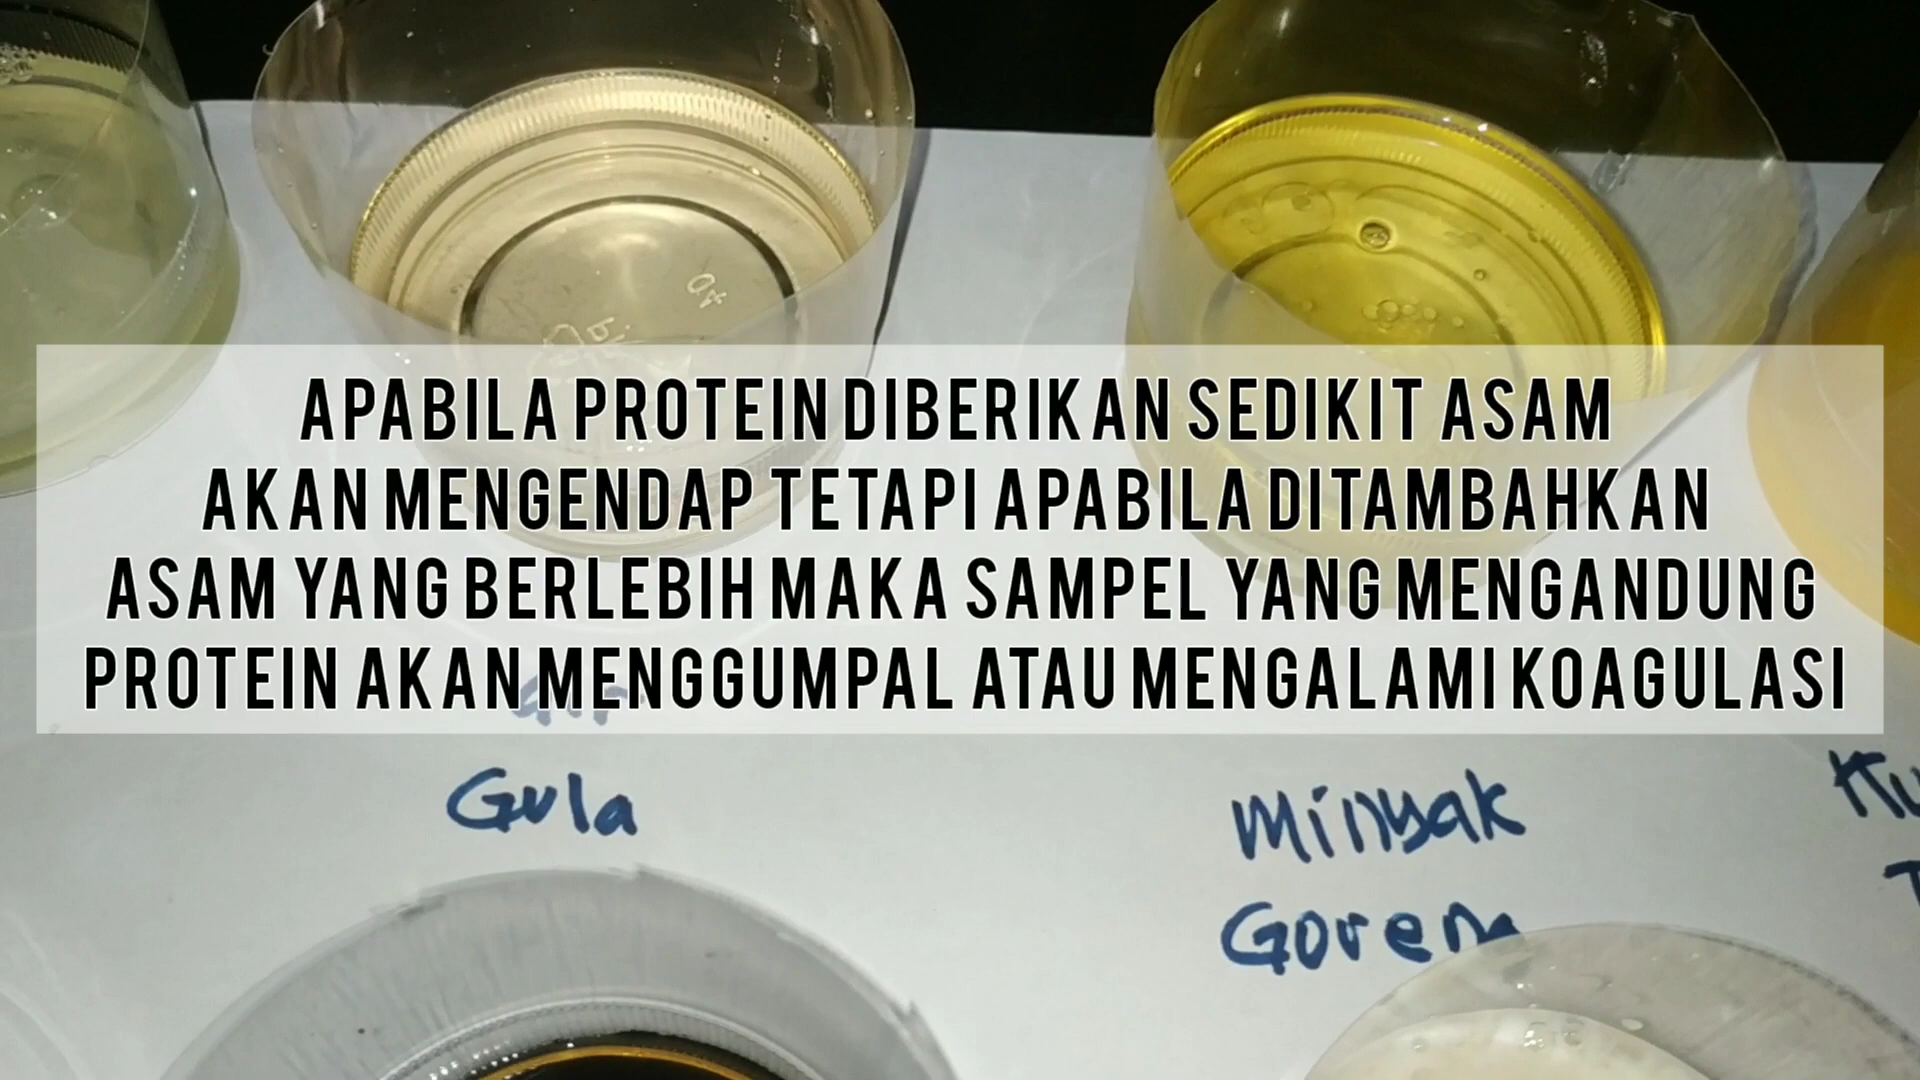 APABILA PROTEIN DIBERIKAN SEDIKIT ASAM
AKAN MENGENDAP TETAPI APABILA DITAMBAHKAN
ASAM YANG BERLEBIH MAKA SAMPEL YANG MENGANDUNG
PROTEIN AKAN MENGGUMPAL ATAU MENGALAMI KOAGULASI
Gula
Minyak
Goreng